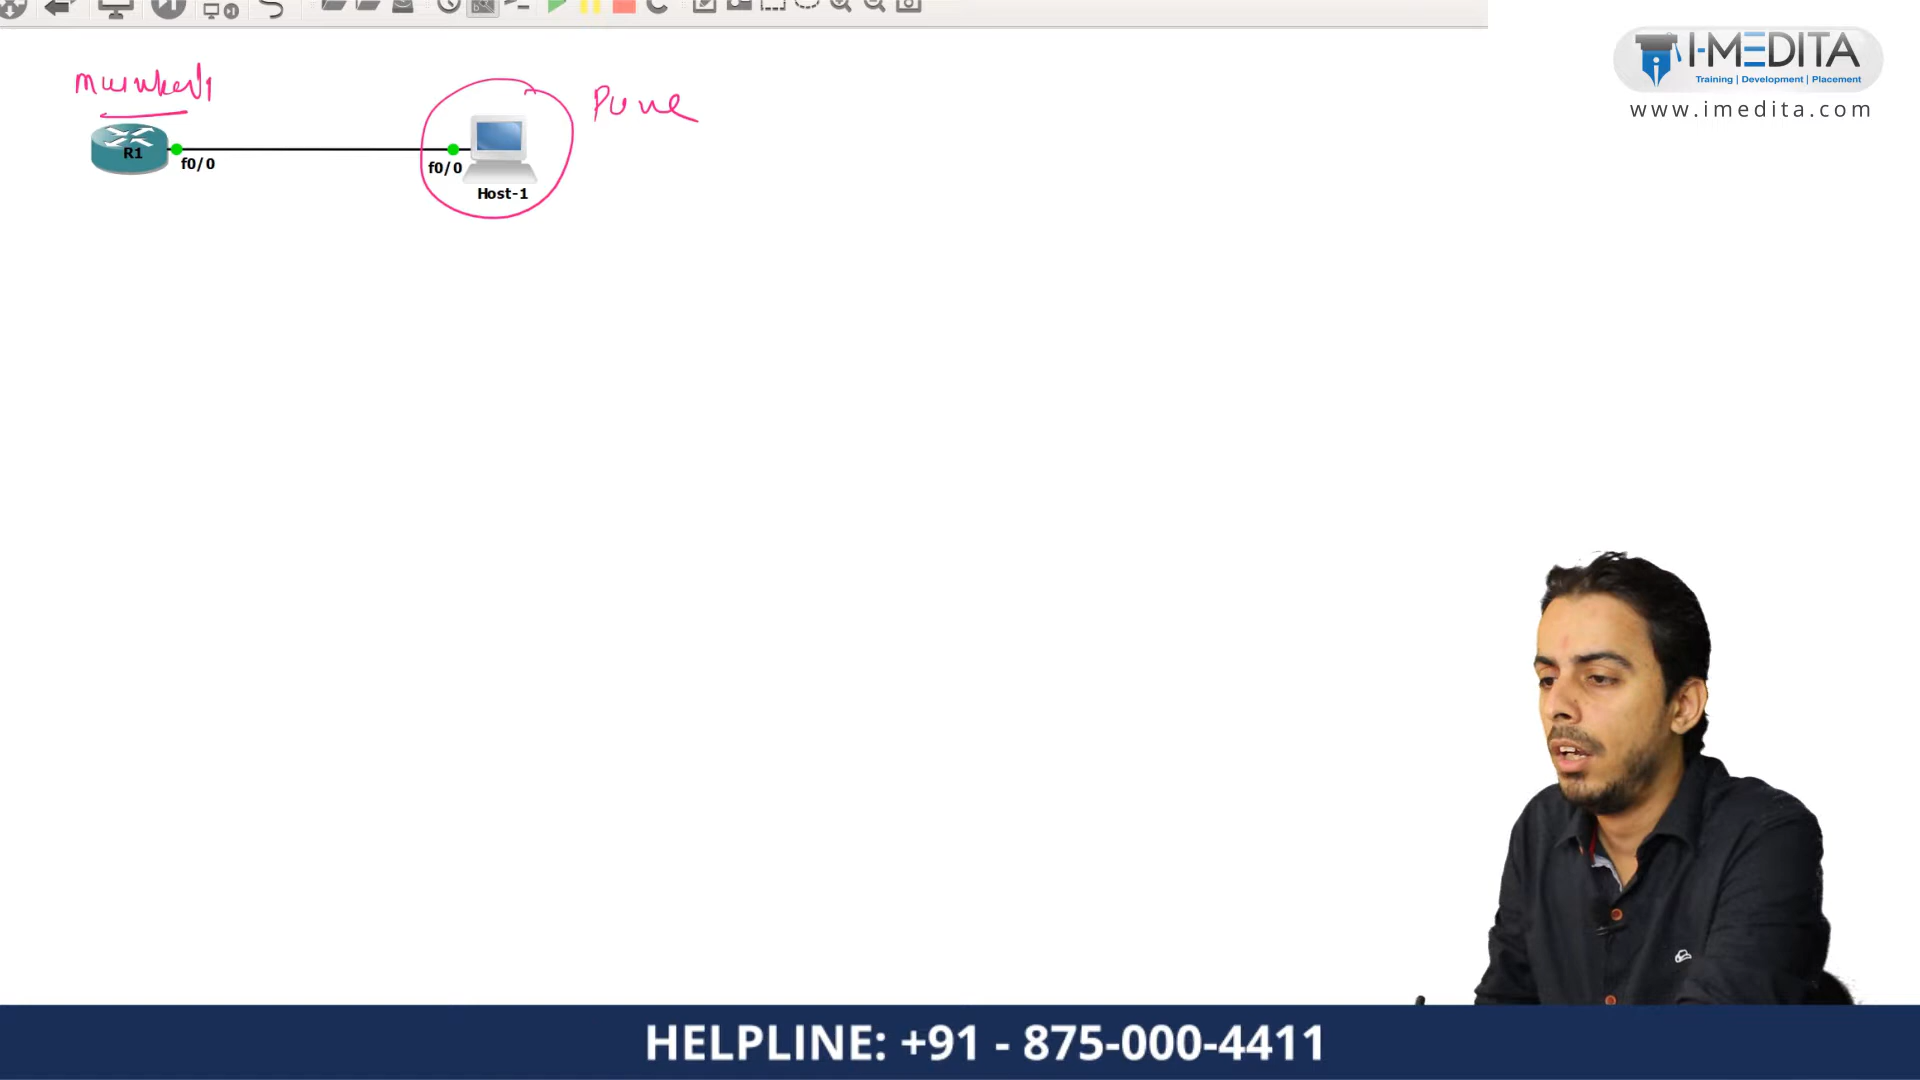 I-MEDITA
Training | Development | Placement
www.imedita.com
Pune
R1
f0/0
f0/0
Host-1
HELPLINE: +91 - 875-000-4411